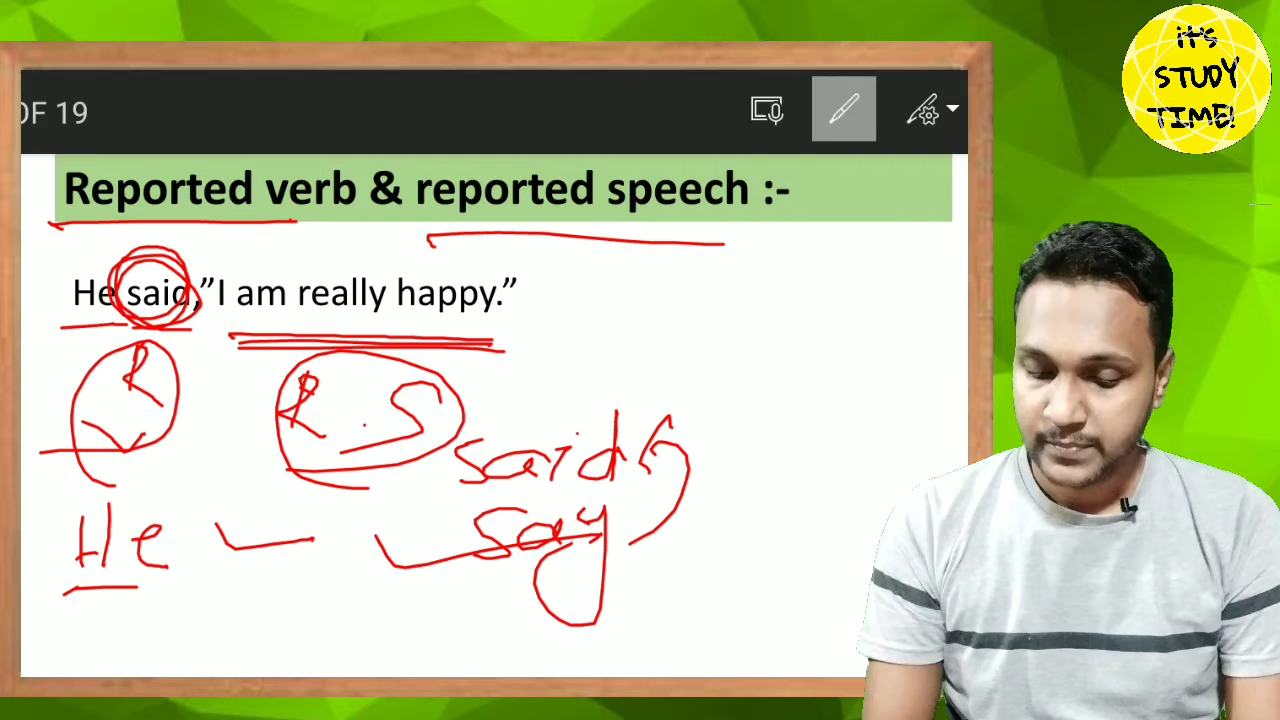 it's
STUDY
TIME!
OF 19
Reported verb & reported speech :-
He said,”I am really happy.”
R R . S
V
said
He say